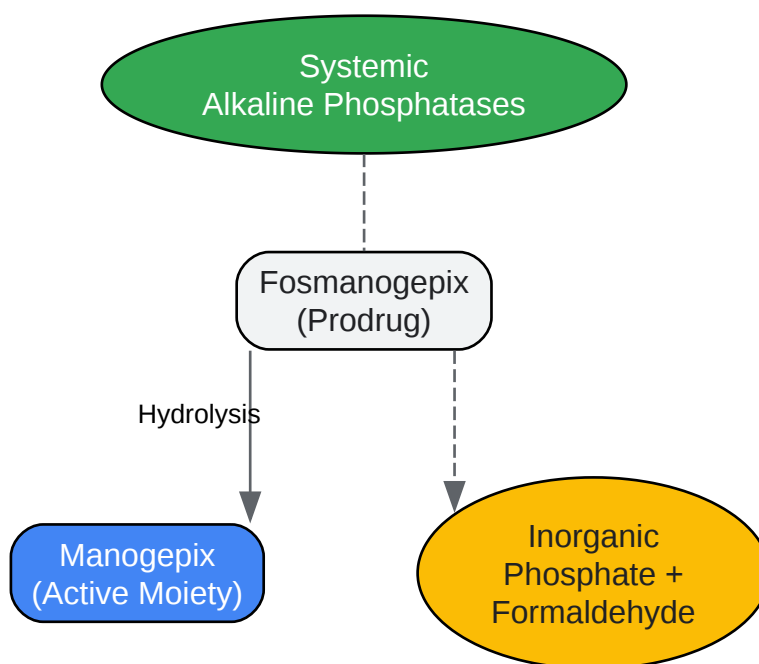 Systemic
Alkaline Phosphatases
Fosmanogepix
(Prodrug)
Hydrolysis
Manogepix
(Active Moiety)
Inorganic
Phosphate +
Formaldehyde